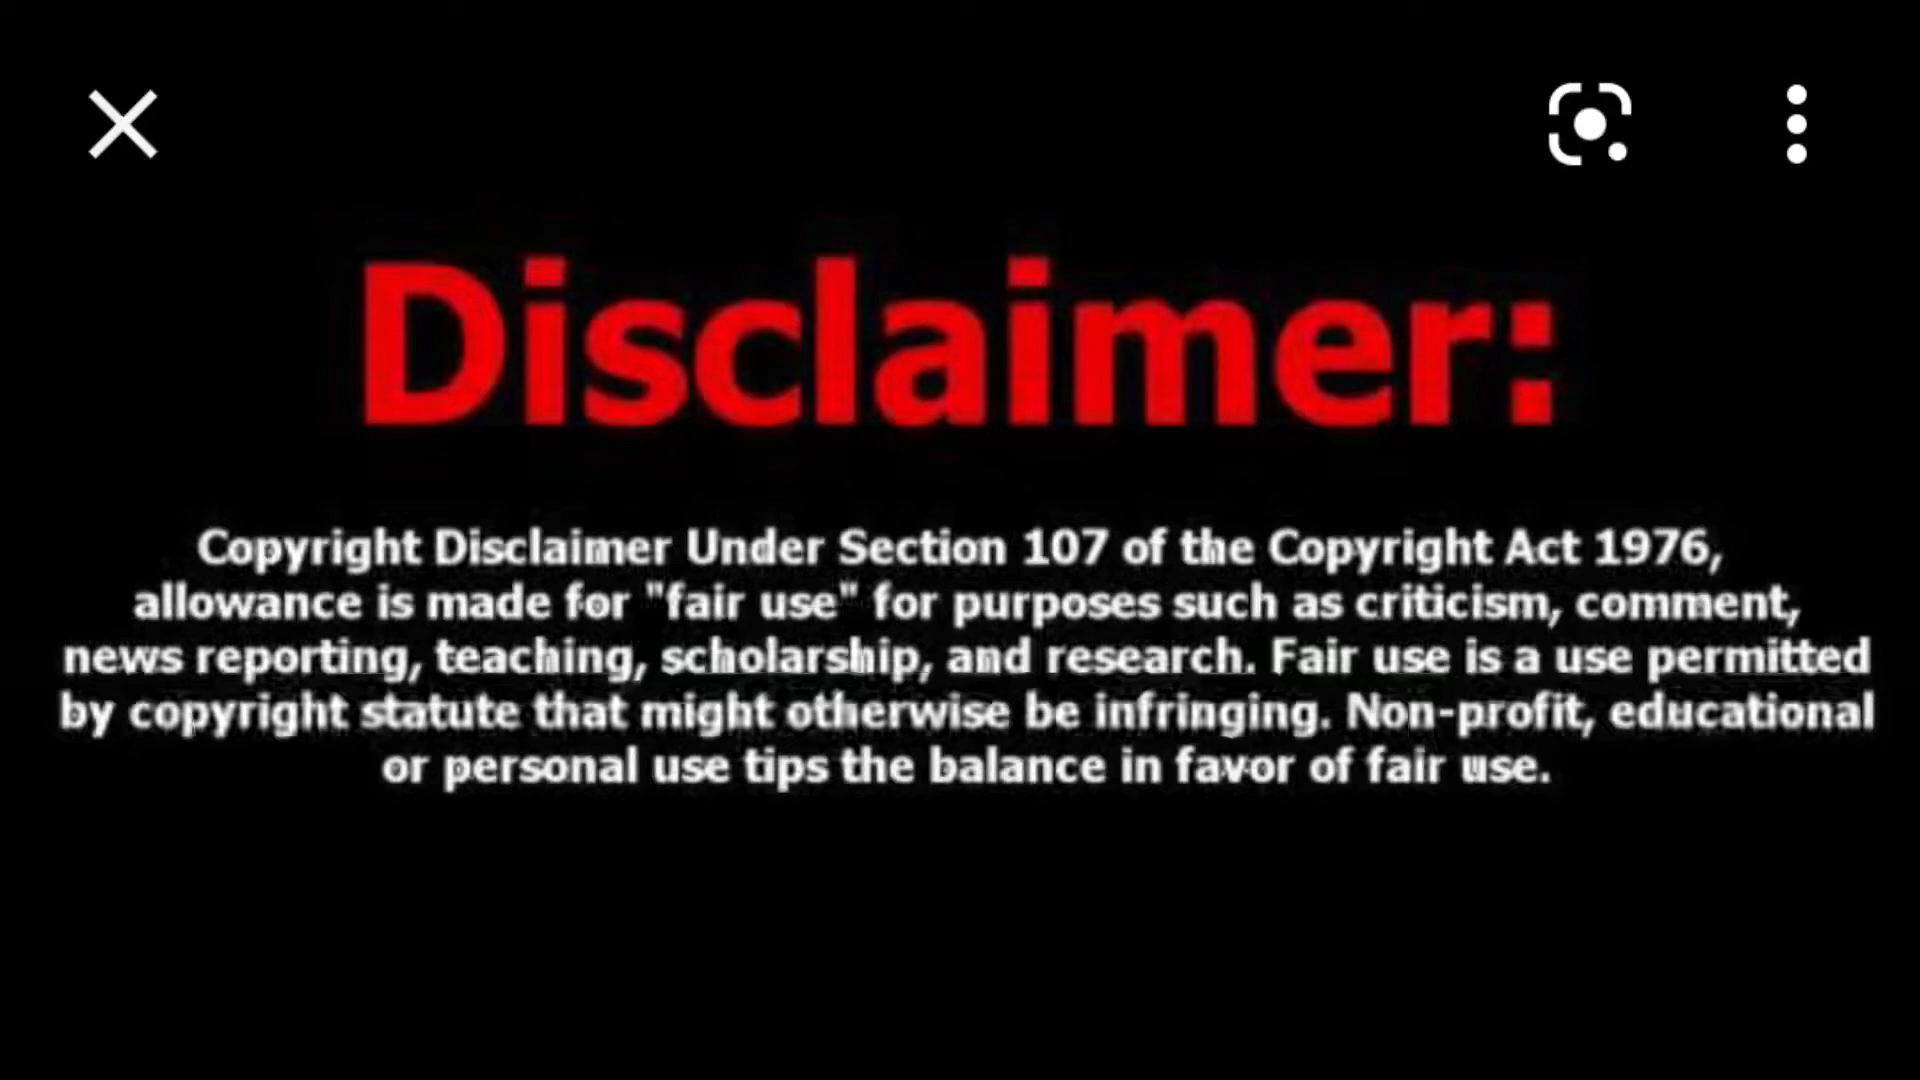 Disclaimer:
Copyright Disclaimer Under Section 107 of the Copyright Act 1976,
allowance is made for "fair use" for purposes such as criticism, comment,
news reporting, teaching, scholarship, and research. Fair use is a use permitted
by copyright statute that might otherwise be infringing. Non-profit, educational
or personal use tips the balance in favor of fair use.